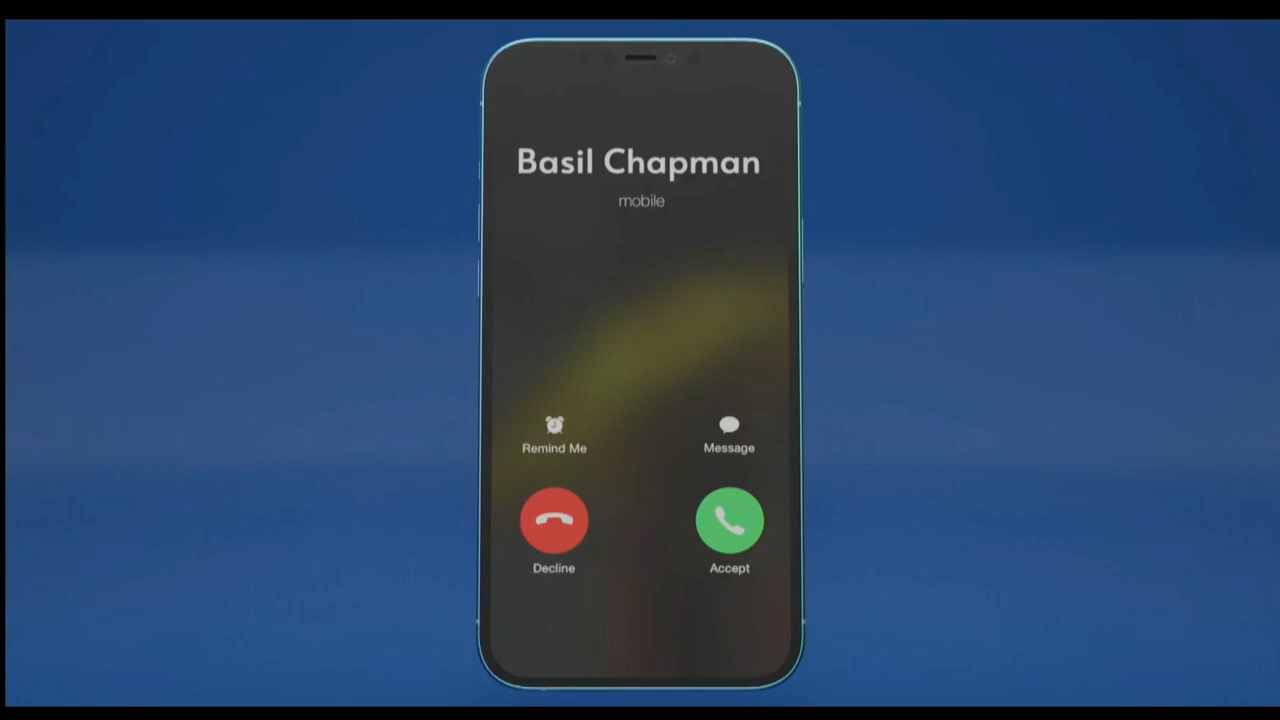 Basil Chapman
mobile
Remind Me
Message
Decline
Accept